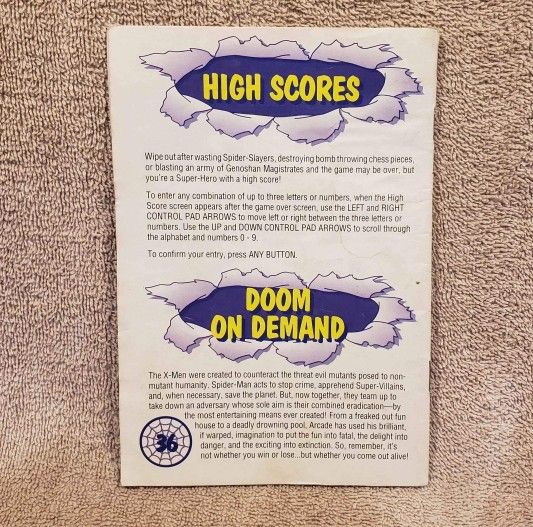 HIGH SCORES
Wipe out after wasting Spider-Slayers, destroying bomb throwing chess pieces,
or blasting an army of Genoshan Magistrates and the game may be over, but
you're a Super-Hero with a high score!
To enter any combination of up to three letters or numbers, when the High
Score screen appears after the game over screen, use the LEFT and RIGHT
CONTROL PAD ARROWS to move left or right between the three letters or
numbers. Use the UP and DOWN CONTROL PAD ARROWS to scroll through
the alphabet and numbers 0 - 9.
To confirm your entry, press ANY BUTTON.
DOOM
ON DEMAND
The X-Men were created to counteract the threat evil mutants posed to non-
mutant humanity. Spider-Man acts to stop crime, apprehend Super-Villains,
and, when necessary, save the planet. But, now together, they team up to
take down an adversary whose sole aim is their combined eradication—by
the most entertaining means ever created! From a freaked out fun
house to a deadly drowning pool, Arcade has used his brilliant,
if warped, imagination to put the fun into fatal, the delight into
danger, and the exciting into extinction. So, remember, it's
not whether you win or lose...but whether you come out alive!
36